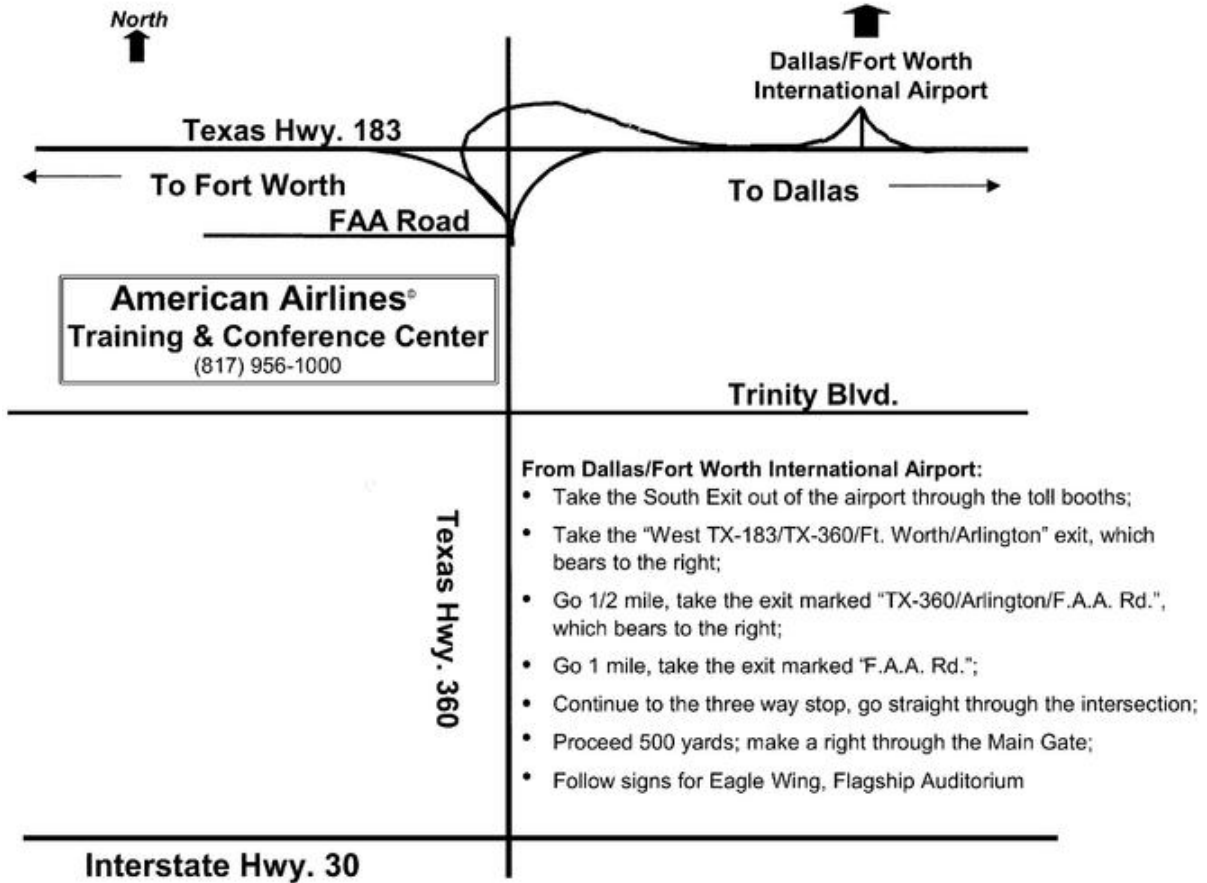 North
Dallas/Fort Worth
International Airport
Texas Hwy. 183
To Fort Worth
To Dallas
FAA Road
American Airlines©
Training & Conference Center
(817) 956-1000
Trinity Blvd.
Texas Hwy. 360
From Dallas/Fort Worth International Airport:
• Take the South Exit out of the airport through the toll booths;
• Take the “West TX-183/TX-360/Ft. Worth/Arlington” exit, which
bears to the right;
• Go 1/2 mile, take the exit marked “TX-360/Arlington/F.A.A. Rd.”,
which bears to the right;
• Go 1 mile, take the exit marked “F.A.A. Rd.”;
• Continue to the three way stop, go straight through the intersection;
• Proceed 500 yards; make a right through the Main Gate;
• Follow signs for Eagle Wing, Flagship Auditorium
Interstate Hwy. 30